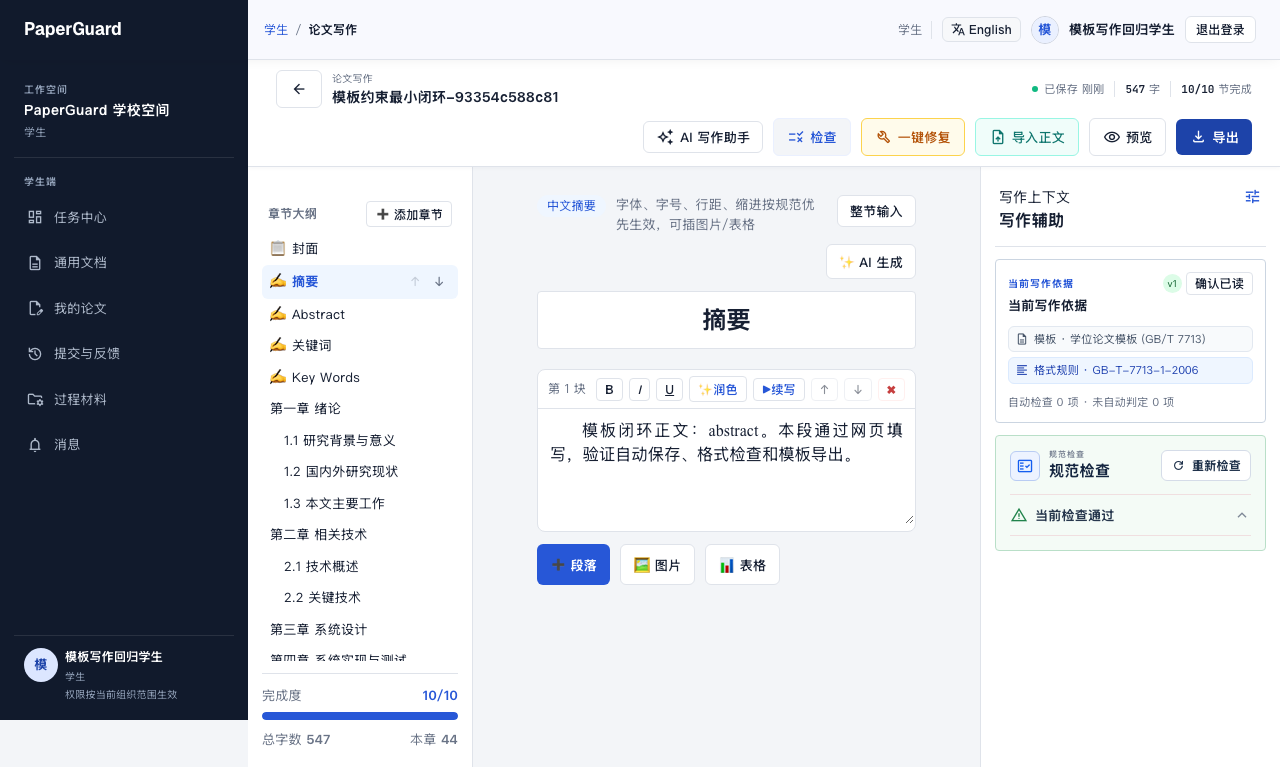 PaperGuard
工作空间
PaperGuard 学校空间
学生
学生端
任务中心
通用文档
我的论文
提交与反馈
过程材料
消息
模
模板写作回归学生
学生
权限按当前组织范围生效
学生 / 论文写作
学生
English
模
模板写作回归学生
退出登录
论文写作
模板约束最小闭环-93354c588c81
已保存 刚刚
547 字
10/10 节完成
AI 写作助手
检查
一键修复
导入正文
预览
导出
章节大纲
添加章节
封面
摘要
Abstract
关键词
Key Words
第一章 绪论
1.1 研究背景与意义
1.2 国内外研究现状
1.3 本文主要工作
第二章 相关技术
2.1 技术概述
2.2 关键技术
第三章 系统设计
第四章 系统实现与测试
完成度 10/10
总字数 547 本章 44
中文摘要
字体、字号、行距、缩进按规范优
先生效，可插图片/表格
整节输入
AI 生成
摘要
第 1 块
B
I
U
润色
续写
模板闭环正文：abstract。本段通过网页填
写，验证自动保存、格式检查和模板导出。
段落
图片
表格
写作上下文
写作辅助
当前写作依据
v1
确认已读
当前写作依据
模板 · 学位论文模板 (GB/T 7713)
格式规则 · GB-T-7713-1-2006
自动检查 0 项 · 未自动判定 0 项
规范检查
规范检查
重新检查
当前检查通过